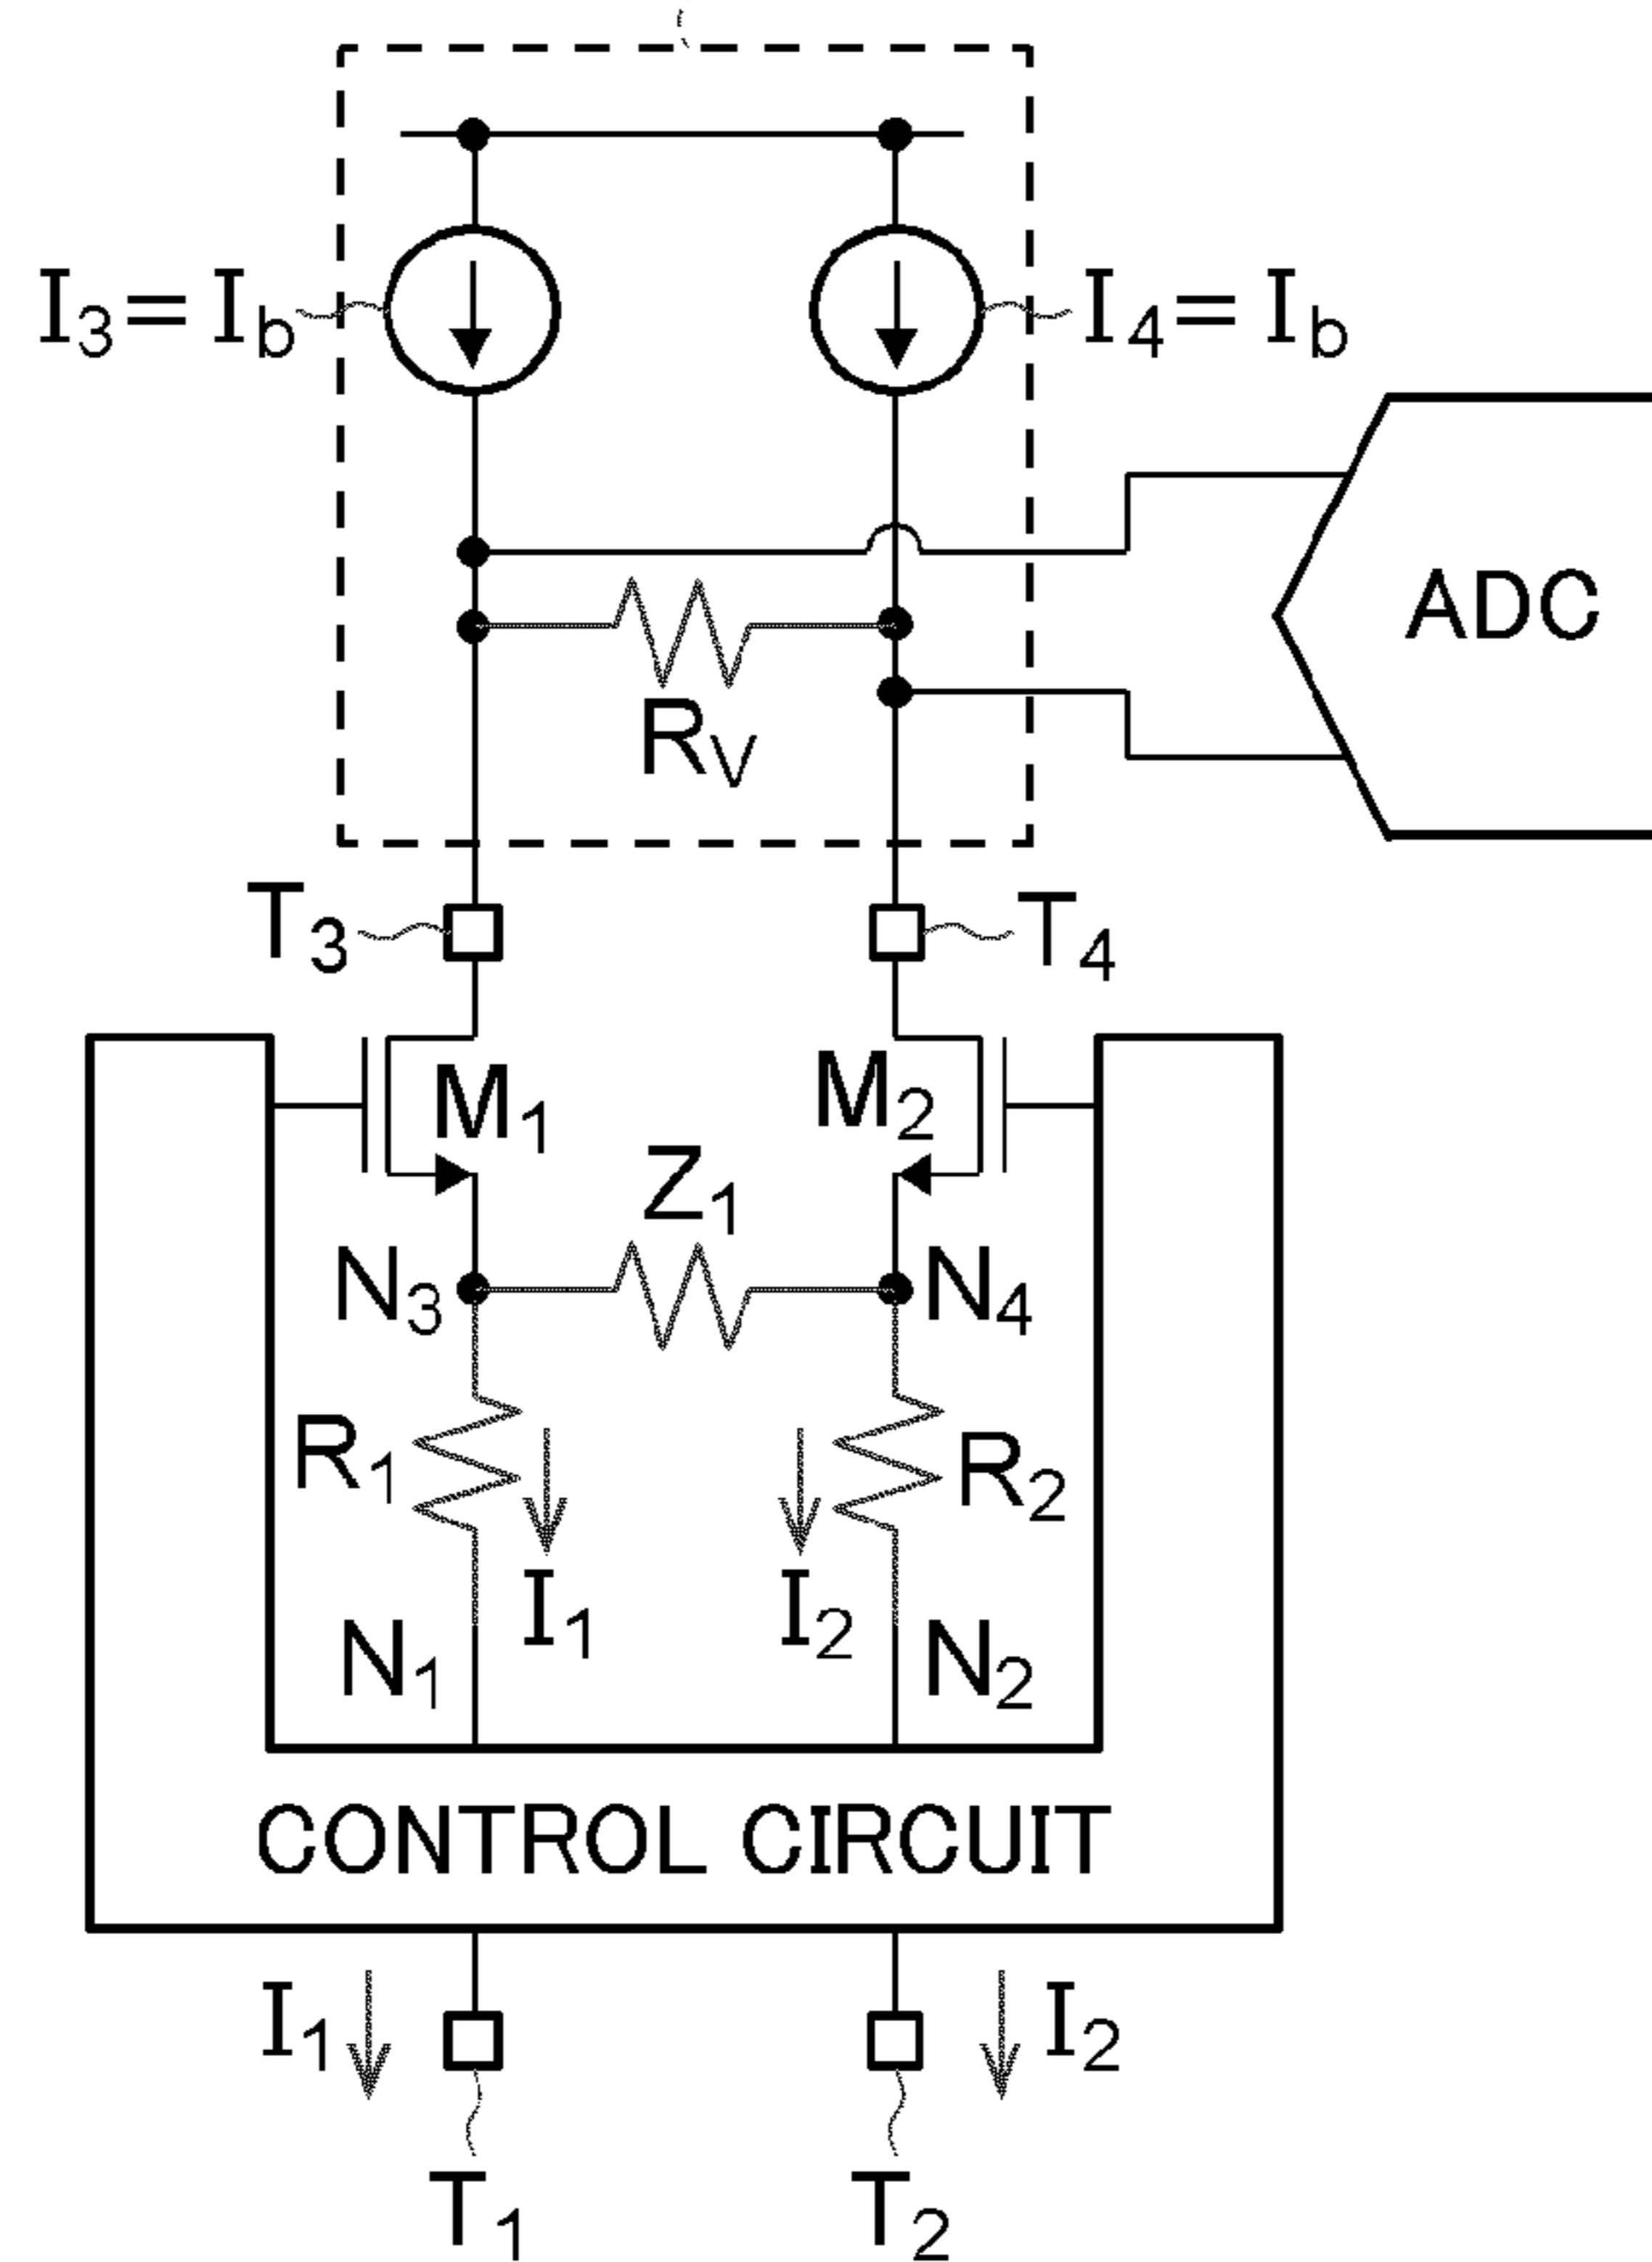 I3=Ib
I4=Ib
ADC
RV
T3
T4
M1
M2
Z1
N3
N4
R1
R2
I1
I2
N1
N2
CONTROL CIRCUIT
I1
I2
T1
T2